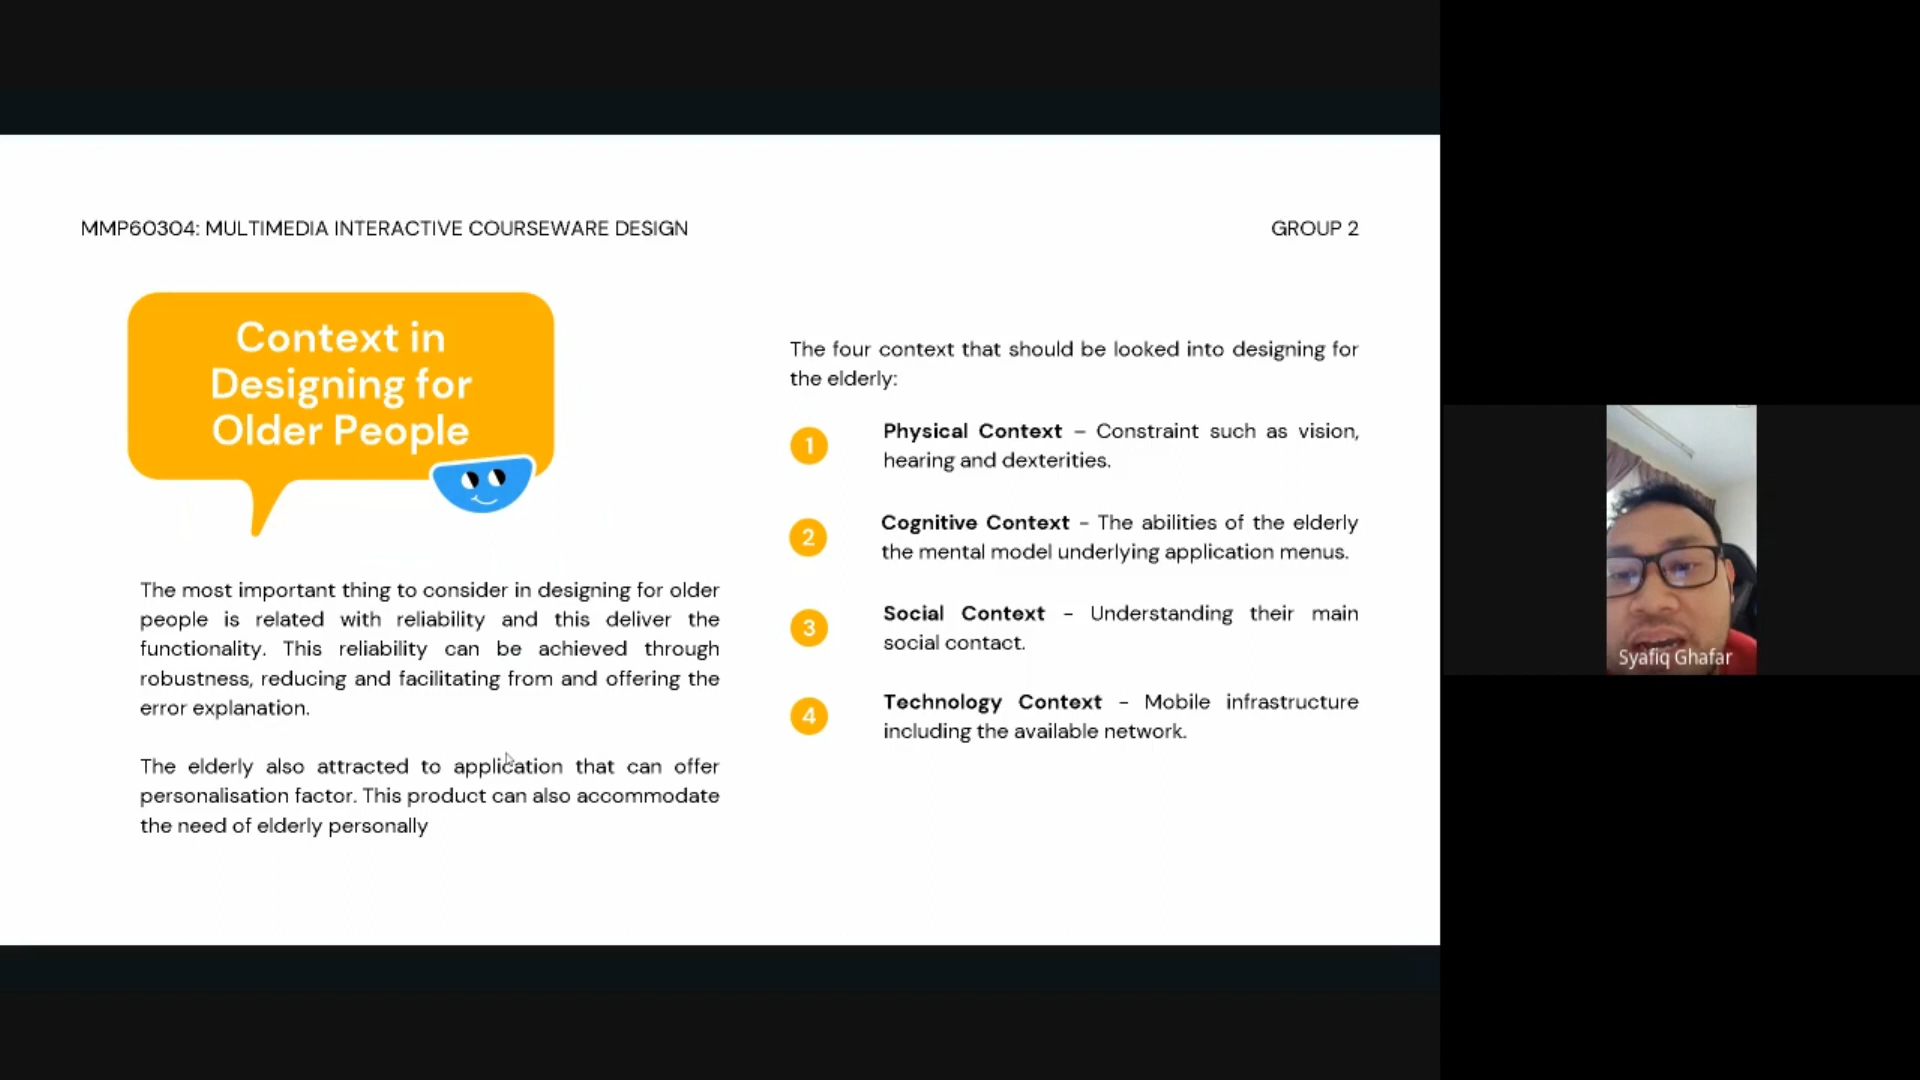 MMP60304: MULTIMEDIA INTERACTIVE COURSEWARE DESIGN
GROUP 2
Context in
Designing for
Older People
The most important thing to consider in designing for older
people is related with reliability and this deliver the
functionality. This reliability can be achieved through
robustness, reducing and facilitating from and offering the
error explanation.
The elderly also attracted to application that can offer
personalisation factor. This product can also accommodate
the need of elderly personally
The four context that should be looked into designing for
the elderly:
1
Physical Context – Constraint such as vision,
hearing and dexterities.
2
Cognitive Context - The abilities of the elderly
the mental model underlying application menus.
3
Social Context - Understanding their main
social contact.
4
Technology Context - Mobile infrastructure
including the available network.
Syafiq Ghafar